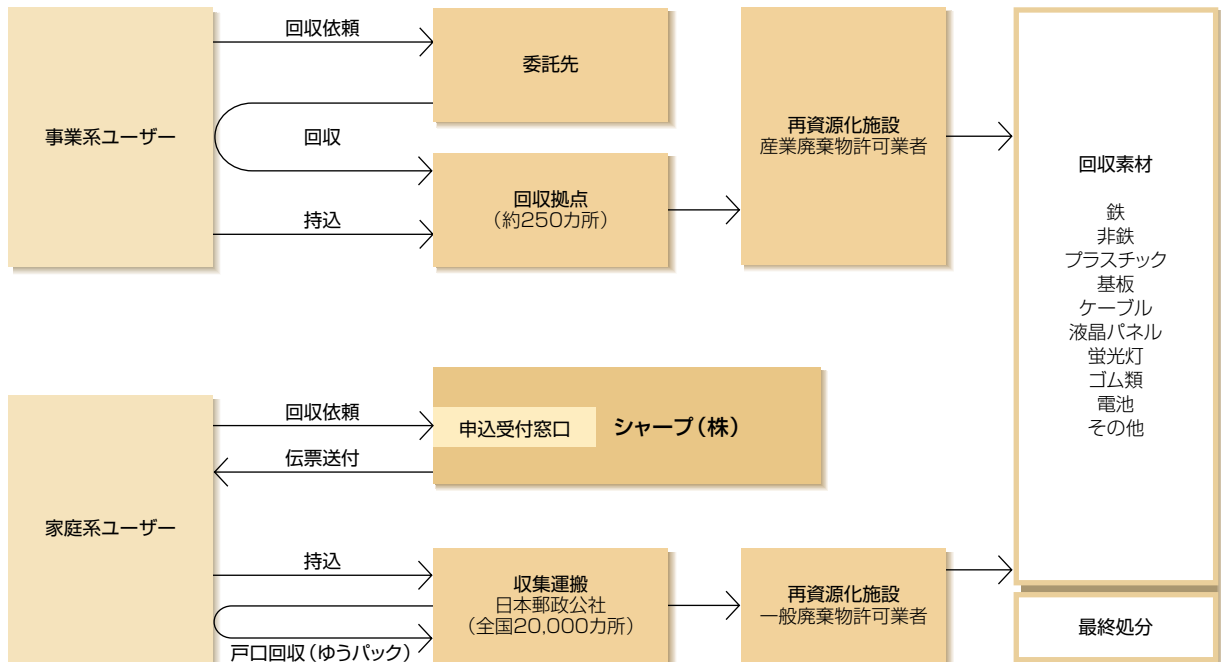 事業系ユーザー
回収依頼
回収
持込
委託先
回収拠点
（約250カ所）
再資源化施設
産業廃棄物許可業者
回収素材
鉄
非鉄
プラスチック
基板
ケーブル
液晶パネル
蛍光灯
ゴム類
電池
その他
家庭系ユーザー
回収依頼
伝票送付
申込受付窓口
シャープ（株）
持込
戸口回収（ゆうパック）
収集運搬
日本郵政公社
（全国20,000カ所）
再資源化施設
一般廃棄物許可業者
最終処分